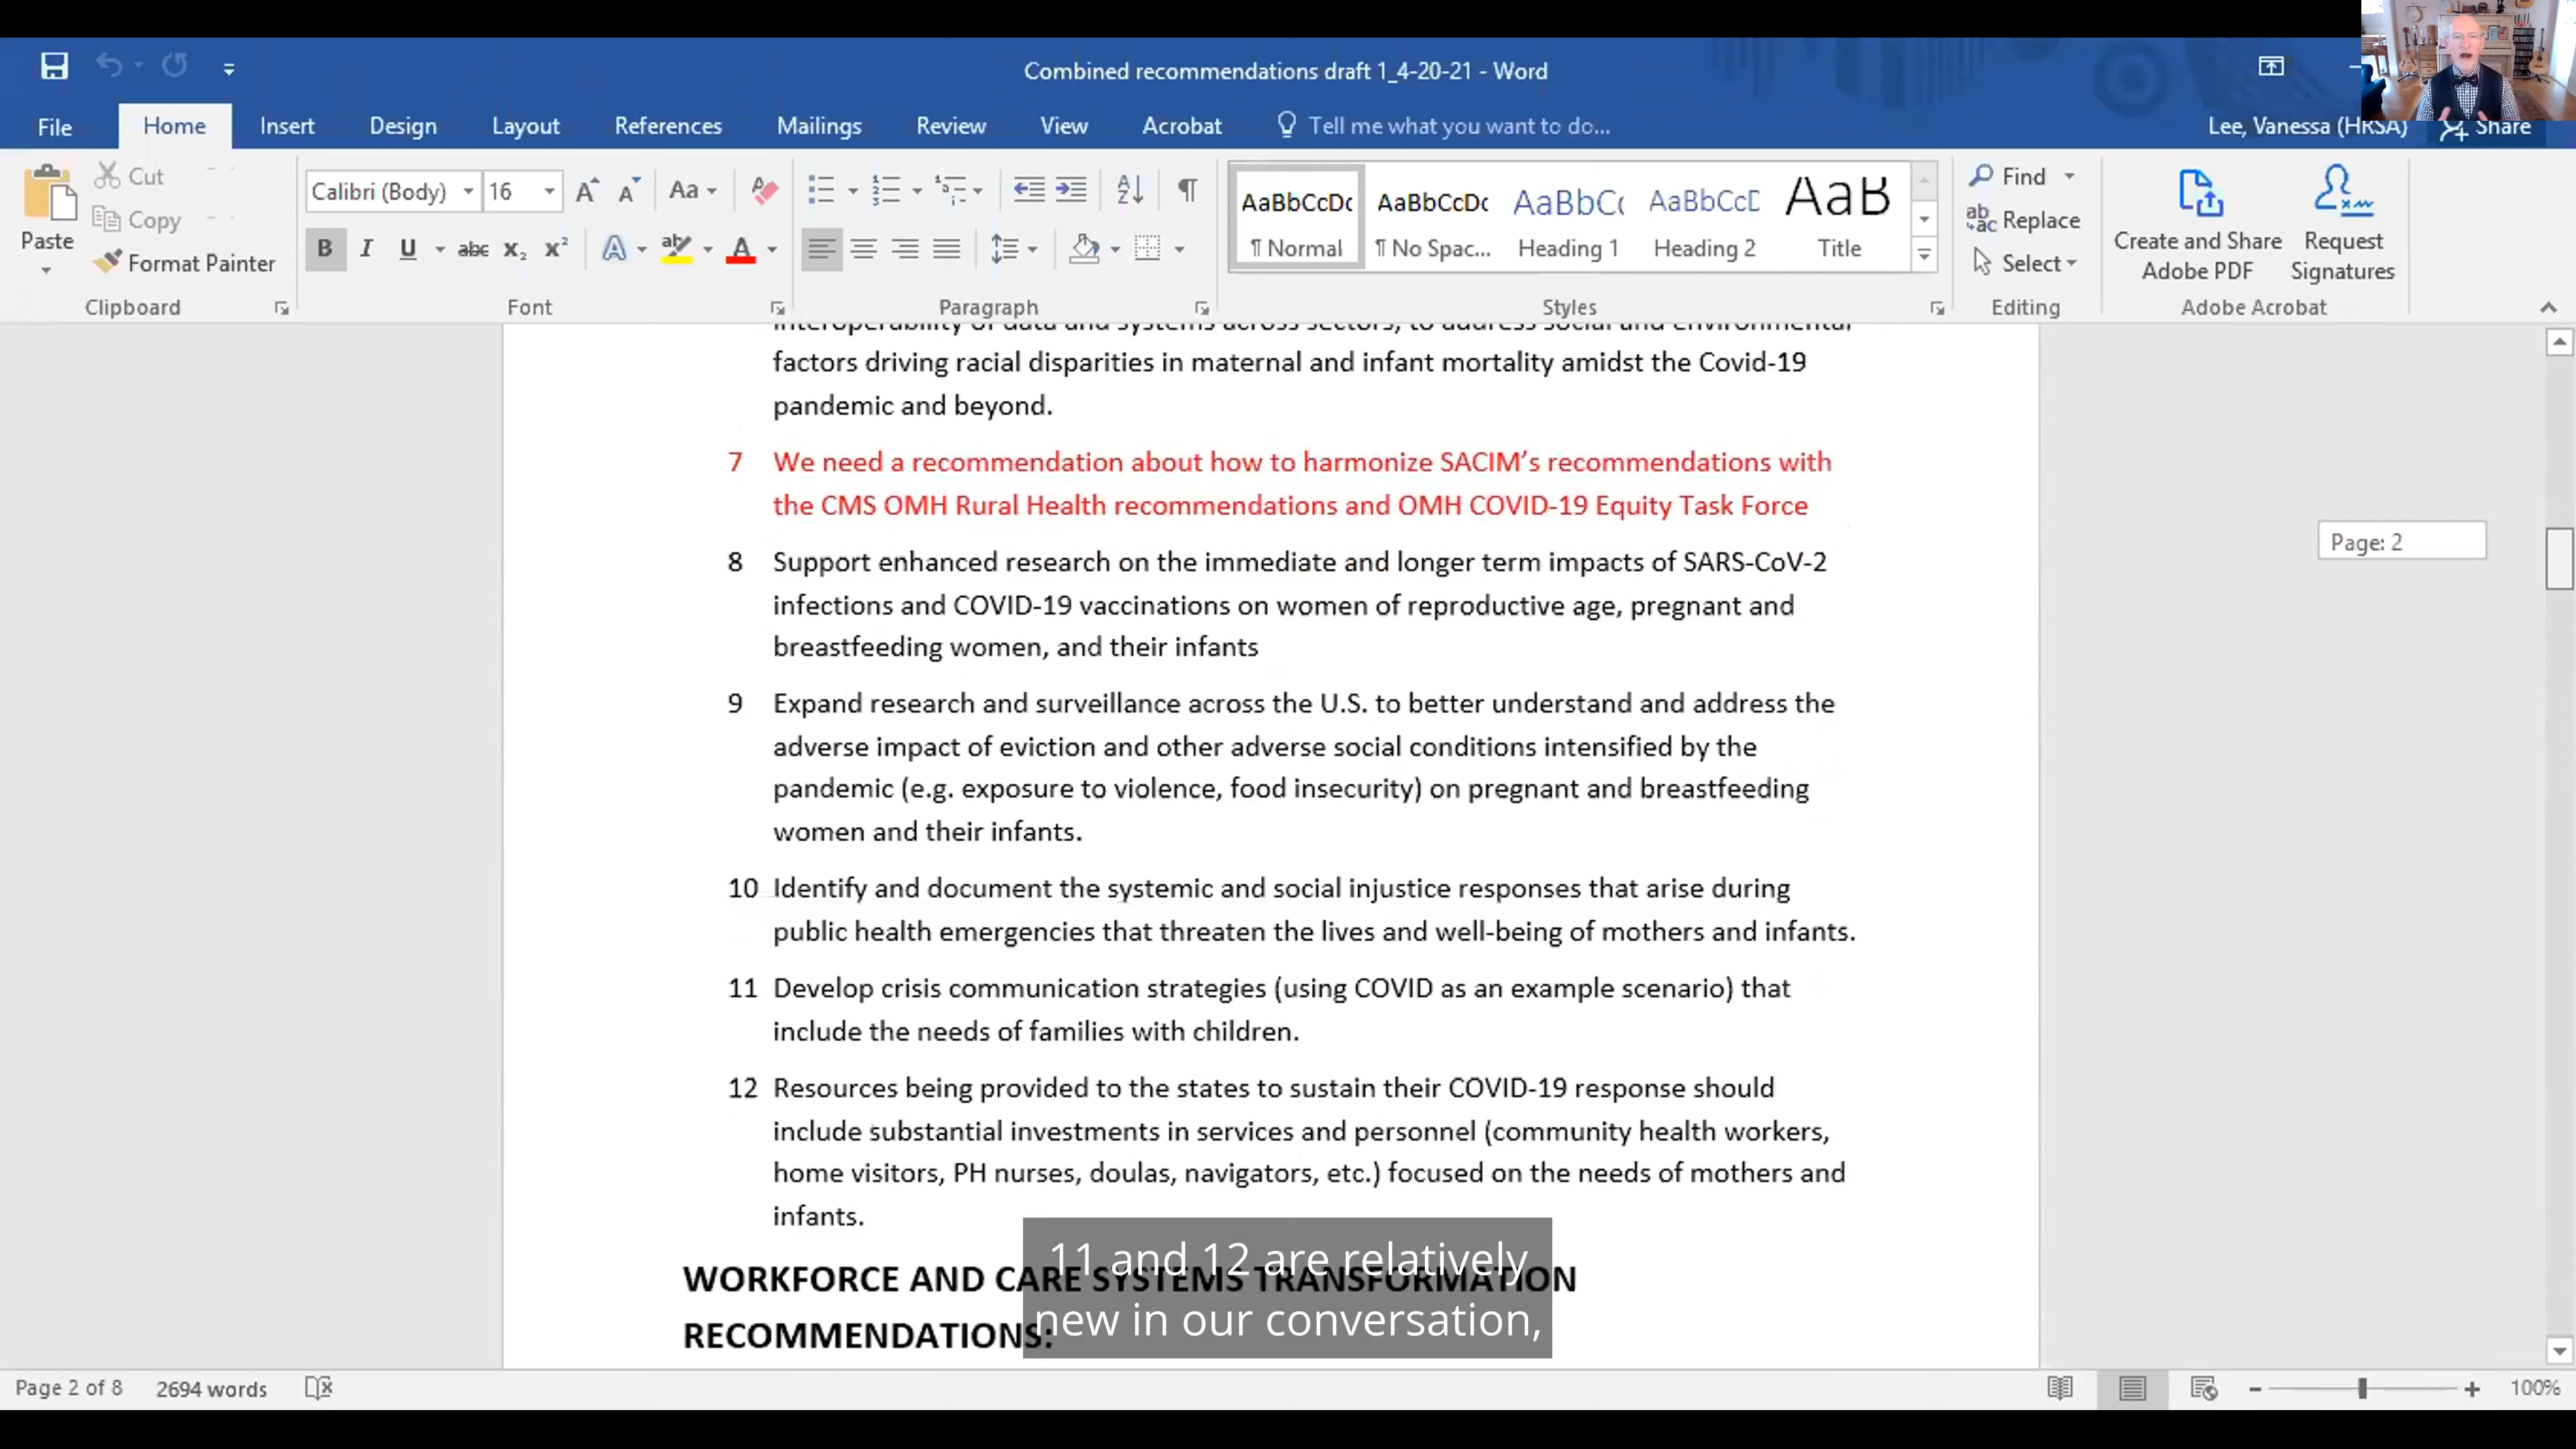 Combined recommendations draft 1_4-20-21 - Word
File Home Insert Design Layout References Mailings Review View Acrobat Tell me what you want to do... Lee, Vanessa (HRSA) Share
Paste
Cut
Copy
Format Painter
Clipboard
Calibri (Body) 16
Font
Paragraph
AaBbCcDc AaBbCcDc AaBbC AaBbCcD AaB
¶ Normal ¶ No Spac... Heading 1 Heading 2 Title
Styles
Find
Replace
Select
Editing
Create and Share Adobe PDF
Request Signatures
Adobe Acrobat
interoperability of data and systems across sectors, to address social and environmental
factors driving racial disparities in maternal and infant mortality amidst the Covid-19
pandemic and beyond.
7 We need a recommendation about how to harmonize SACIM's recommendations with
the CMS OMH Rural Health recommendations and OMH COVID-19 Equity Task Force
Page: 2
8 Support enhanced research on the immediate and longer term impacts of SARS-CoV-2
infections and COVID-19 vaccinations on women of reproductive age, pregnant and
breastfeeding women, and their infants
9 Expand research and surveillance across the U.S. to better understand and address the
adverse impact of eviction and other adverse social conditions intensified by the
pandemic (e.g. exposure to violence, food insecurity) on pregnant and breastfeeding
women and their infants.
10 Identify and document the systemic and social injustice responses that arise during
public health emergencies that threaten the lives and well-being of mothers and infants.
11 Develop crisis communication strategies (using COVID as an example scenario) that
include the needs of families with children.
12 Resources being provided to the states to sustain their COVID-19 response should
include substantial investments in services and personnel (community health workers,
home visitors, PH nurses, doulas, navigators, etc.) focused on the needs of mothers and
infants.
WORKFORCE AND CARE SYSTEMS TRANSFORMATION
RECOMMENDATIONS:
11 and 12 are relatively
new in our conversation,
Page 2 of 8 2694 words 100%